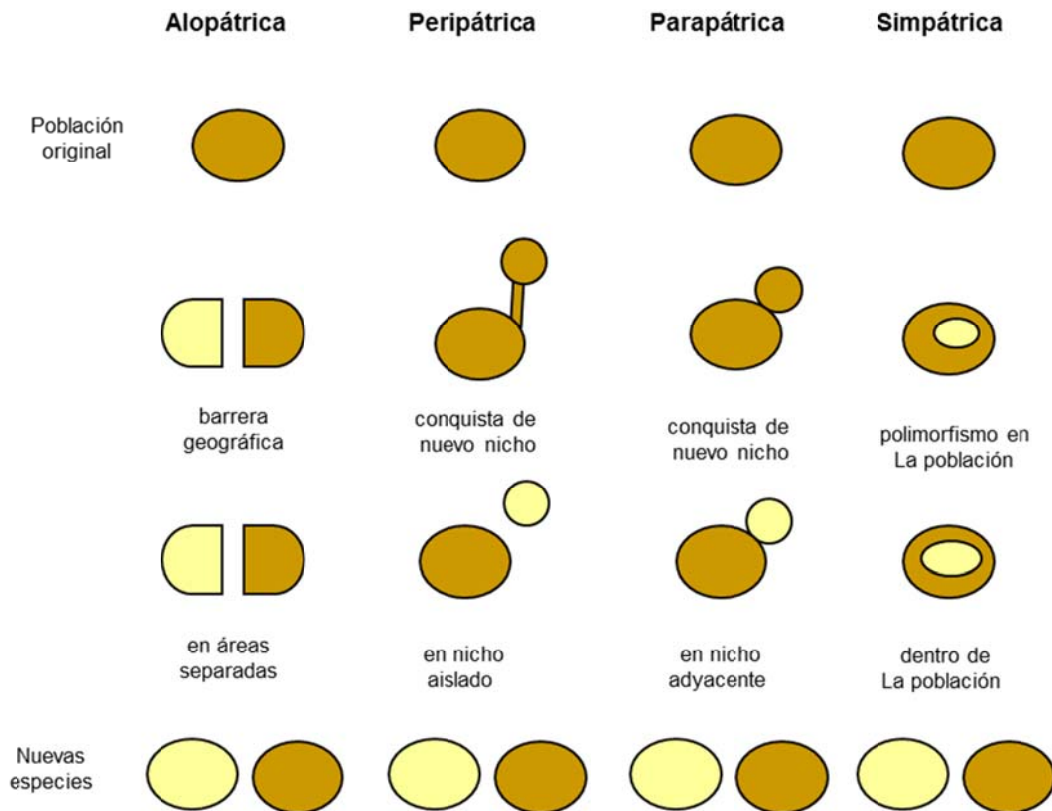 Alopátrica
Peripátrica
Parapátrica
Simpátrica
Población
original
barrera
geográfica
conquista de
nuevo nicho
conquista de
nuevo nicho
polimorfismo en
La población
en áreas
separadas
en nicho
aislado
en nicho
adyacente
dentro de
La población
Nuevas
especies